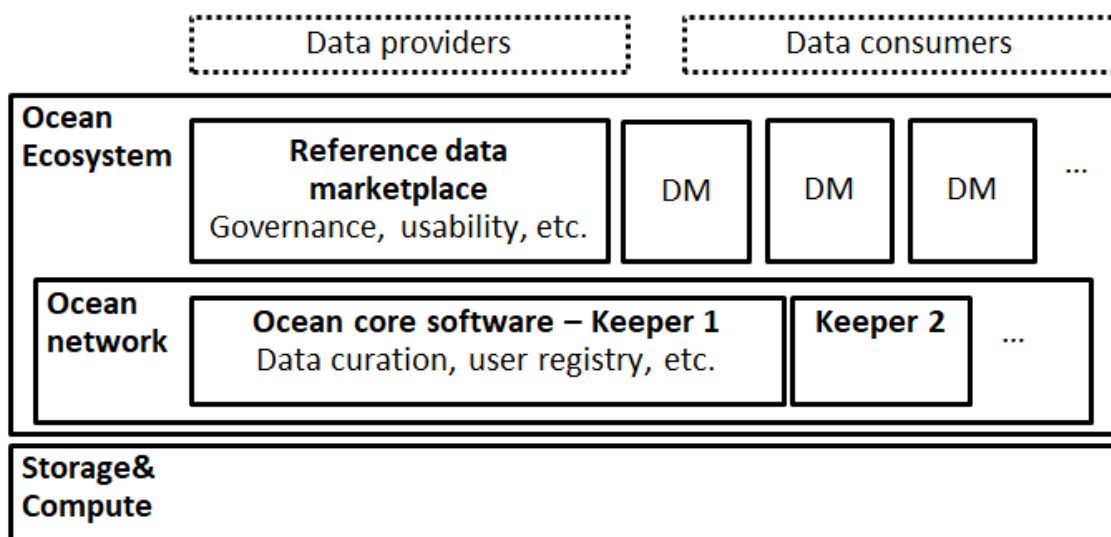 Data providers
Data consumers
Ocean
Ecosystem
Reference data
marketplace
Governance, usability, etc.
DM
DM
DM
...
Ocean
network
Ocean core software – Keeper 1
Data curation, user registry, etc.
Keeper 2
...
Storage&
Compute